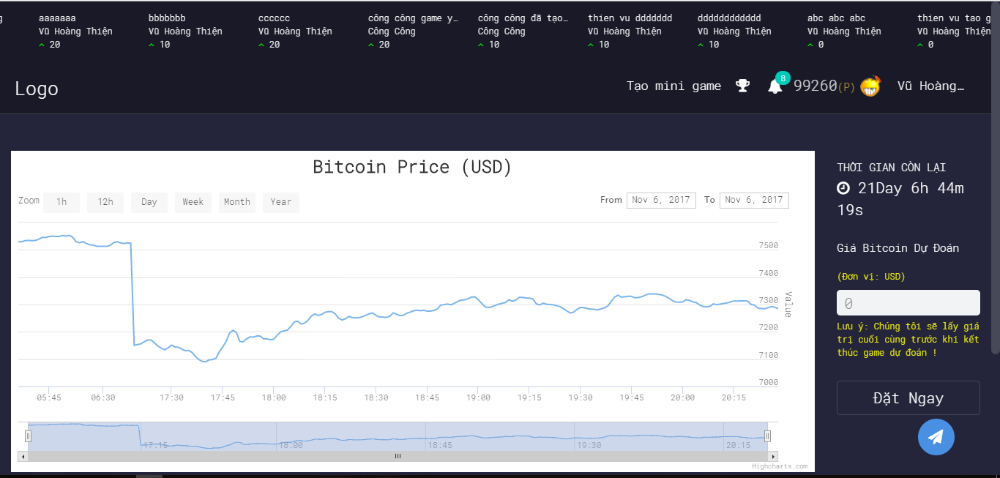 g
aaaaaaa
Vũ Hoàng Thiện
20
bbbbbbb
Vũ Hoàng Thiện
10
cccccc
Vũ Hoàng Thiện
20
công công game y…
Công Công
20
công công đã tạo…
Công Công
10
thien vu ddddddd
Vũ Hoàng Thiện
10
dddddddddddd
Vũ Hoàng Thiện
10
abc abc abc
Vũ Hoàng Thiện
0
thien vu tao g
Vũ Hoàng Thiện
0
Logo
Tạo mini game
8
99260(P)
Vũ Hoàng…
Bitcoin Price (USD)
Zoom 1h 12h Day Week Month Year
From Nov 6, 2017 To Nov 6, 2017
7500
7400
7300
7200
7100
7000
Value
05:45 06:30 17:30 17:45 18:00 18:15 18:30 18:45 19:00 19:15 19:30 19:45 20:00 20:15
17:15 18:00 18:45 19:30 20:15
Highcharts.com
THỜI GIAN CÒN LẠI
21Day 6h 44m
19s
Giá Bitcoin Dự Đoán
(Đơn vị: USD)
0
Lưu ý: Chúng tôi sẽ lấy giá
trị cuối cùng trước khi kết
thúc game dự đoán !
Đặt Ngay